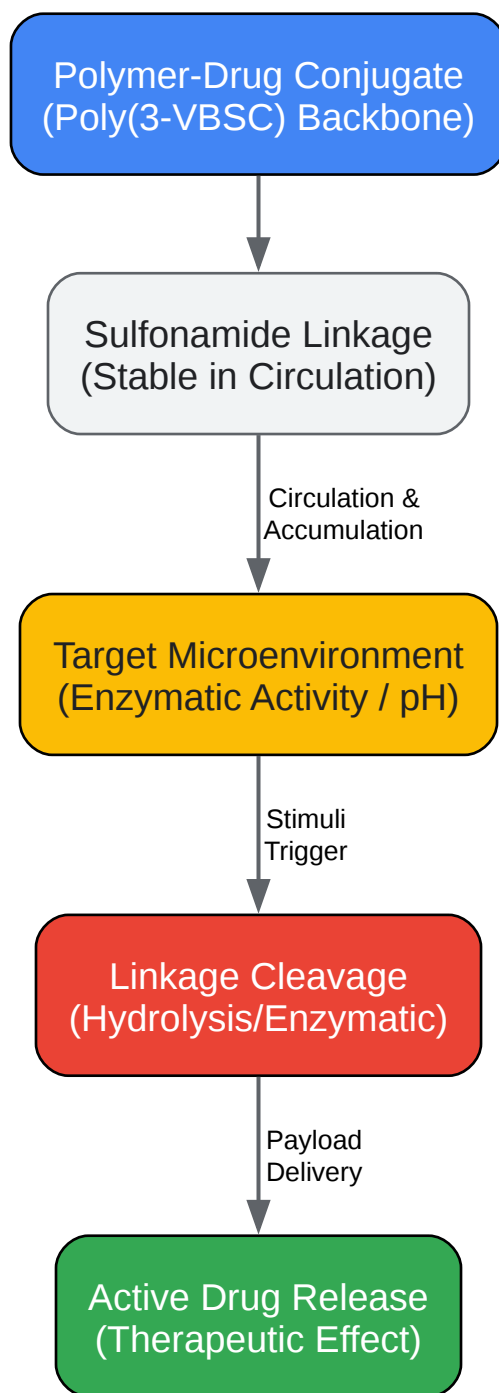 Polymer-Drug Conjugate
(Poly(3-VBSC) Backbone)
Sulfonamide Linkage
(Stable in Circulation)
Circulation &
Accumulation
Target Microenvironment
(Enzymatic Activity / pH)
Stimuli
Trigger
Linkage Cleavage
(Hydrolysis/Enzymatic)
Payload
Delivery
Active Drug Release
(Therapeutic Effect)